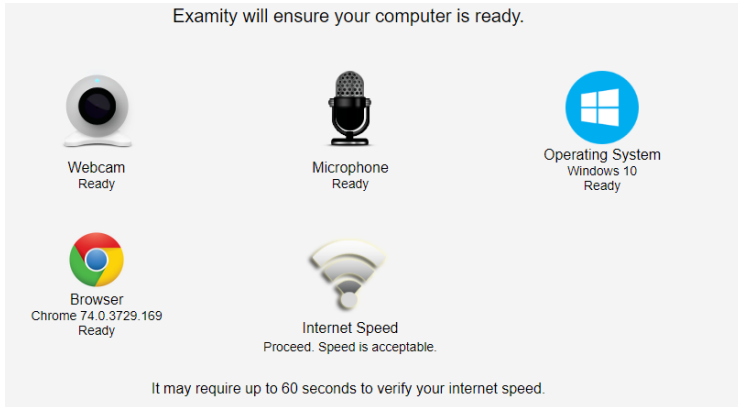 Examity will ensure your computer is ready.
Webcam
Ready
Microphone
Ready
Operating System
Windows 10
Ready
Browser
Chrome 74.0.3729.169
Ready
Internet Speed
Proceed. Speed is acceptable.
It may require up to 60 seconds to verify your internet speed.